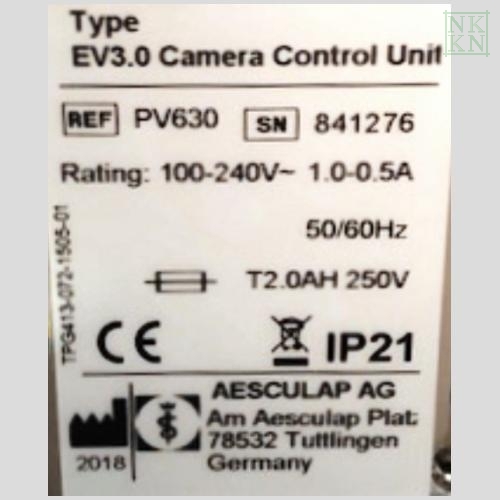 Type
EV3.0 Camera Control Unit
REF PV630 SN 841276
Rating: 100-240V~ 1.0-0.5A
50/60Hz
T2.0AH 250V
TPG413-072-1505-01
CE IP21
AESCULAP AG
Am Aesculap Plat
78532 Tuttlingen
2018 Germany
NK
KN